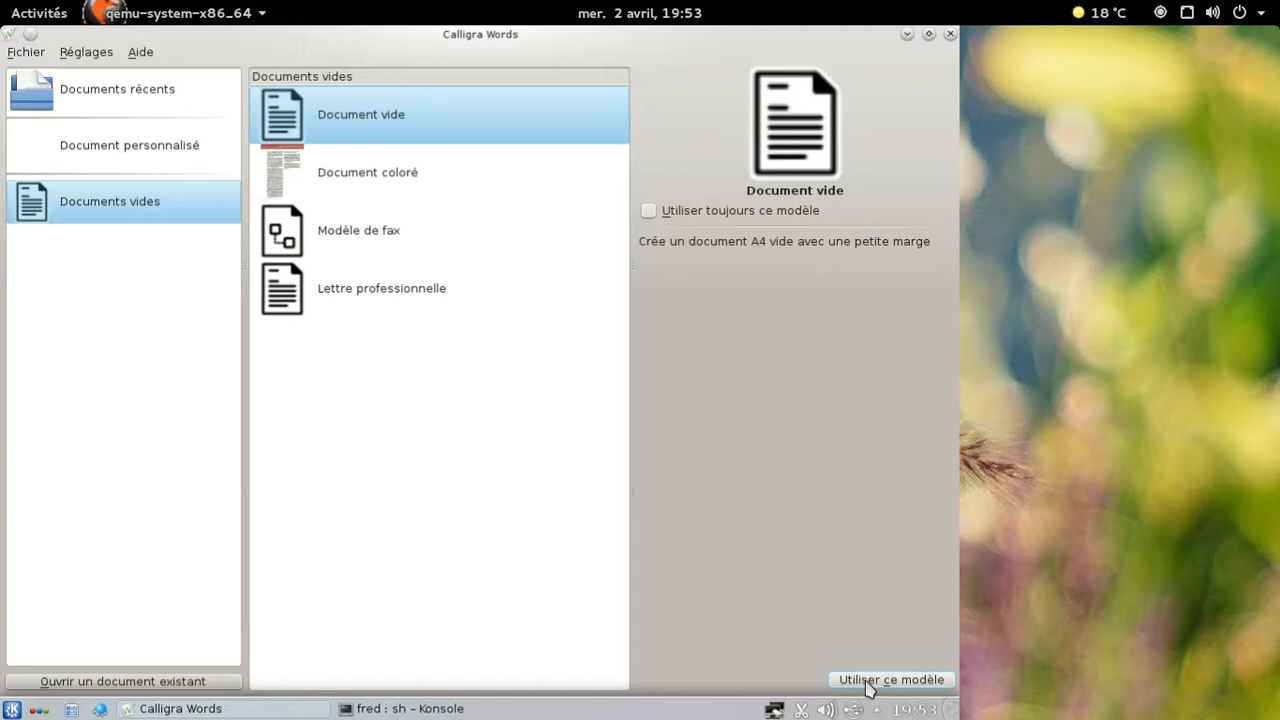 Activités
qemu-system-x86_64
mer. 2 avril, 19:53
18 °C
Calligra Words
Fichier
Réglages
Aide
Documents récents
Document personnalisé
Documents vides
Ouvrir un document existant
Documents vides
Document vide
Document coloré
Modèle de fax
Lettre professionnelle
Document vide
Utiliser toujours ce modèle
Crée un document A4 vide avec une petite marge
Utiliser ce modèle
Calligra Words
fred : sh – Konsole
19:53